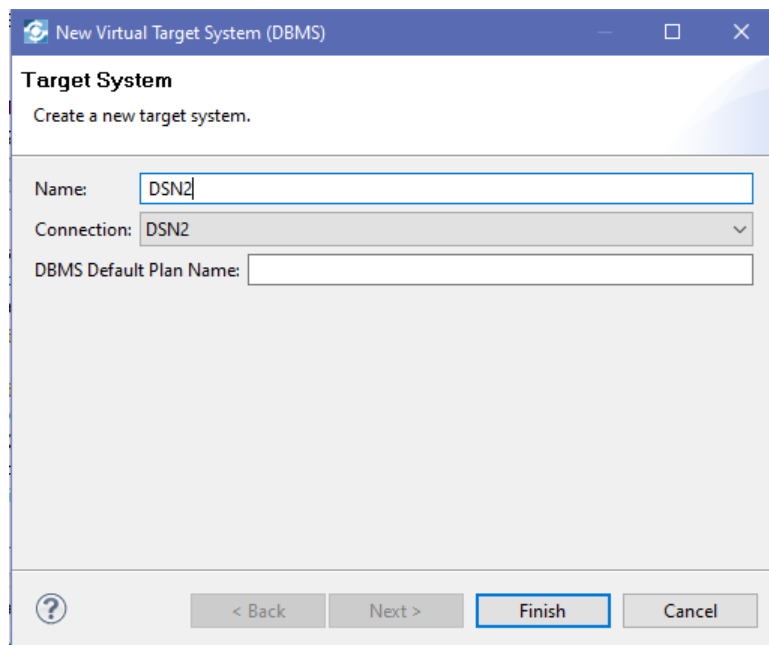 New Virtual Target System (DBMS)
Target System
Create a new target system.
Name: DSN2
Connection: DSN2
DBMS Default Plan Name:
? < Back Next > Finish Cancel